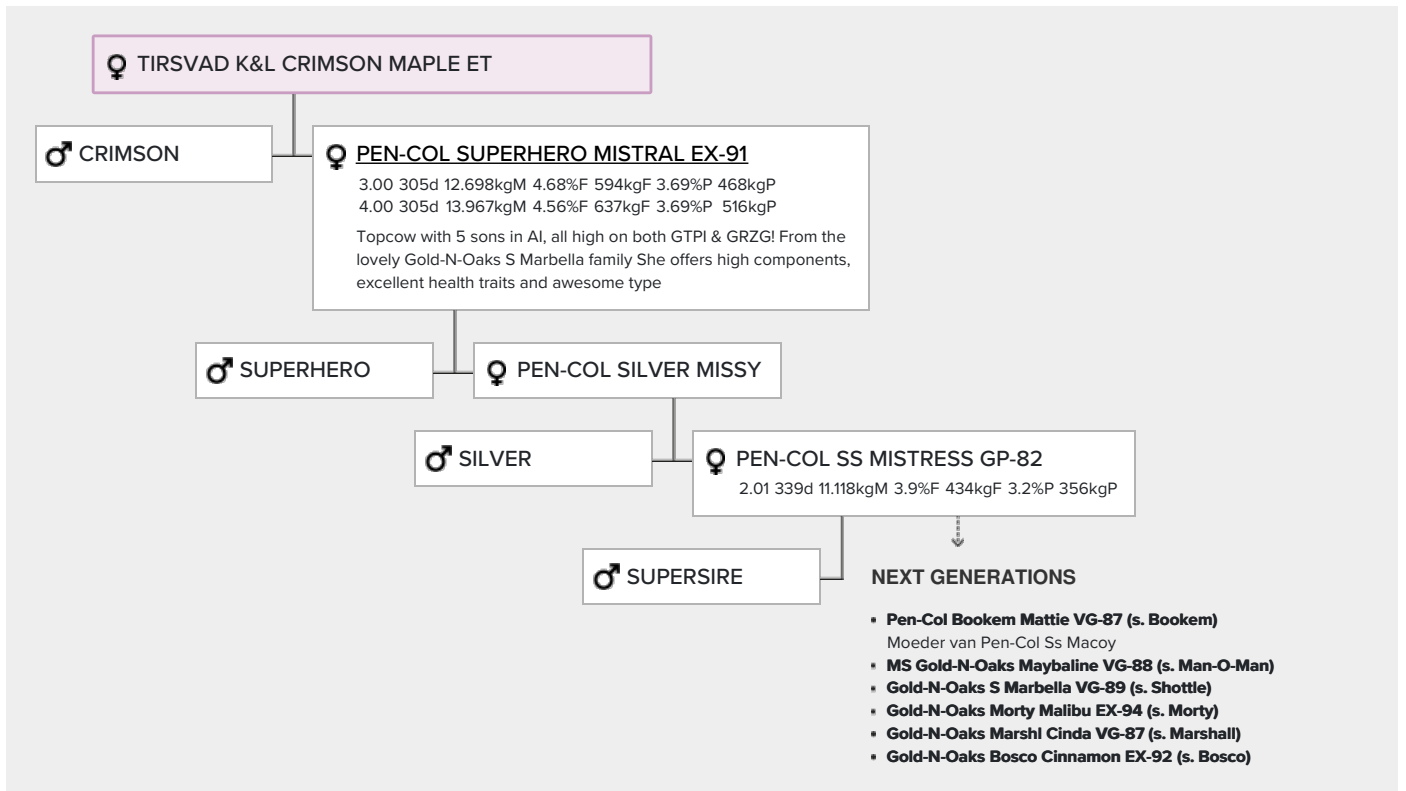 TIRSVAD K&L CRIMSON MAPLE ET
CRIMSON
PEN-COL SUPERHERO MISTRAL EX-91
3.00 305d 12.698kgM 4.68%F 594kgF 3.69%P 468kgP
4.00 305d 13.967kgM 4.56%F 637kgF 3.69%P 516kgP
Topcow with 5 sons in AI, all high on both GTPI & GRZG! From the
lovely Gold-N-Oaks S Marbella family She offers high components,
excellent health traits and awesome type
SUPERHERO
PEN-COL SILVER MISSY
SILVER
PEN-COL SS MISTRESS GP-82
2.01 339d 11.118kgM 3.9%F 434kgF 3.2%P 356kgP
SUPERSIRE
NEXT GENERATIONS
Pen-Col Bookem Mattie VG-87 (s. Bookem)
Moeder van Pen-Col Ss Macoy
MS Gold-N-Oaks Maybaline VG-88 (s. Man-O-Man)
Gold-N-Oaks S Marbella VG-89 (s. Shottle)
Gold-N-Oaks Morty Malibu EX-94 (s. Morty)
Gold-N-Oaks Marshl Cinda VG-87 (s. Marshall)
Gold-N-Oaks Bosco Cinnamon EX-92 (s. Bosco)